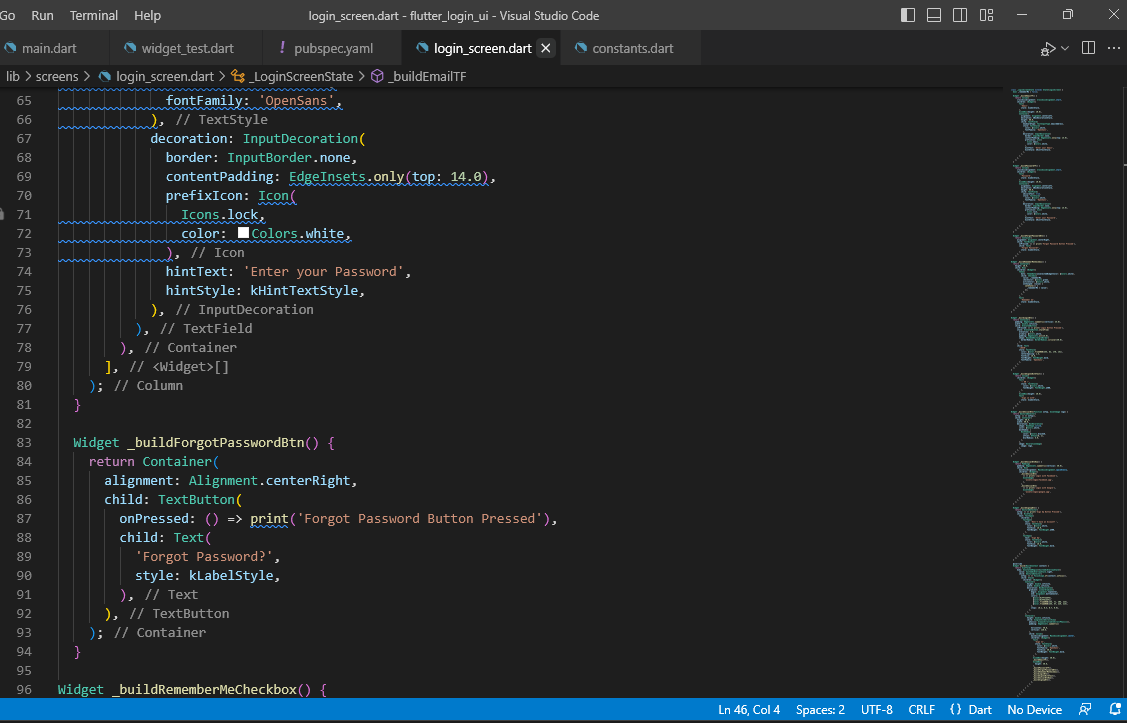 Go Run Terminal Help login_screen.dart - flutter_login_ui - Visual Studio Code
main.dart widget_test.dart ! pubspec.yaml login_screen.dart constants.dart
lib > screens > login_screen.dart > _LoginScreenState > _buildEmailTF
65 fontFamily: 'OpenSans',
66 ), // TextStyle
67 decoration: InputDecoration(
68 border: InputBorder.none,
69 contentPadding: EdgeInsets.only(top: 14.0),
70 prefixIcon: Icon(
71 Icons.lock,
72 color: Colors.white,
73 ), // Icon
74 hintText: 'Enter your Password',
75 hintStyle: kHintTextStyle,
76 ), // InputDecoration
77 ), // TextField
78 ), // Container
79 ], // <Widget>[]
80 ); // Column
81 }
82
83 Widget _buildForgotPasswordBtn() {
84 return Container(
85 alignment: Alignment.centerRight,
86 child: TextButton(
87 onPressed: () => print('Forgot Password Button Pressed'),
88 child: Text(
89 'Forgot Password?',
90 style: kLabelStyle,
91 ), // Text
92 ), // TextButton
93 ); // Container
94 }
95
96 Widget _buildRememberMeCheckbox() {
Ln 46, Col 4 Spaces: 2 UTF-8 CRLF {} Dart No Device